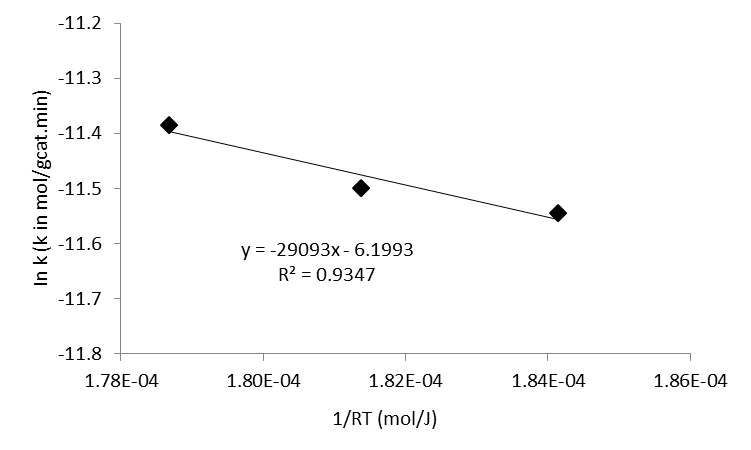 -11.2
-11.3
-11.4
-11.5
-11.6
-11.7
-11.8
ln k (k in mol/gcat.min)
y = -29093x - 6.1993
R² = 0.9347
1.78E-04 1.80E-04 1.82E-04 1.84E-04 1.86E-04
1/RT (mol/J)